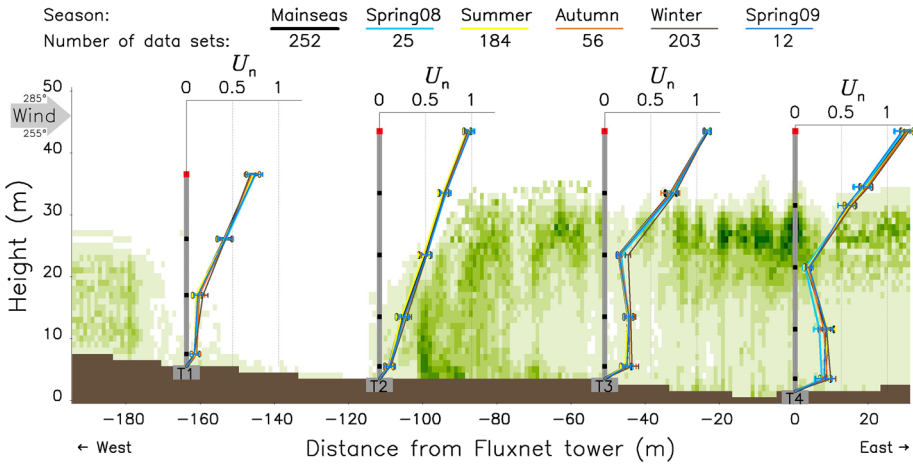 Season: Mainseas Spring08 Summer Autumn Winter Spring09
Number of data sets: 252 25 184 56 203 12
Un Un Un Un
0 0.5 1 0 0.5 1 0 0.5 1 0 0.5 1
50
40
30
20
10
0
Height (m)
285°
Wind
255°
T1 T2 T3 T4
−180 −160 −140 −120 −100 −80 −60 −40 −20 0 20
← West Distance from Fluxnet tower (m) East →